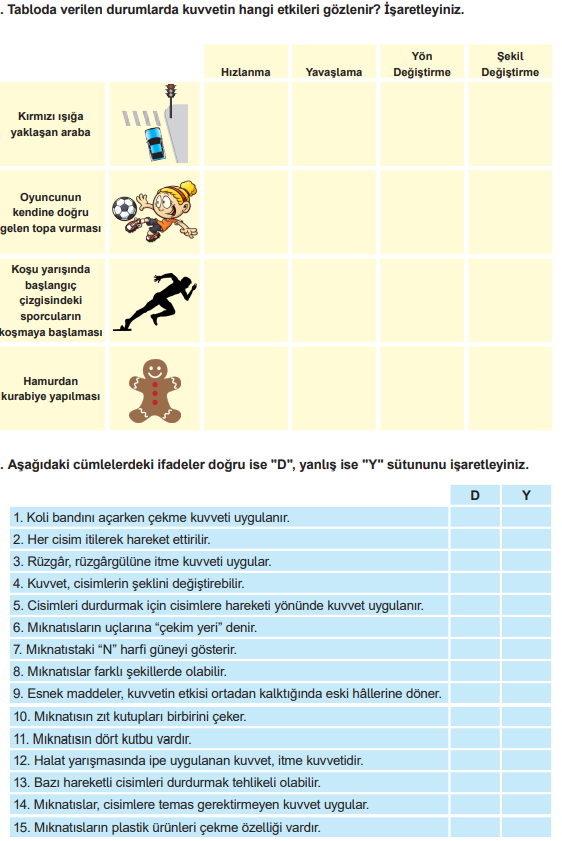 . Tabloda verilen durumlarda kuvvetin hangi etkileri gözlenir? İşaretleyiniz.
Hızlanma
Yavaşlama
Yön
Değiştirme
Şekil
Değiştirme
Kırmızı ışığa
yaklaşan araba
Oyuncunun
kendine doğru
gelen topa vurması
Koşu yarışında
başlangıç
çizgisindeki
sporcuların
koşmaya başlaması
Hamurdan
kurabiye yapılması
. Aşağıdaki cümlelerdeki ifadeler doğru ise "D", yanlış ise "Y" sütununu işaretleyiniz.
D Y
1. Koli bandını açarken çekme kuvveti uygulanır.
2. Her cisim itilerek hareket ettirilir.
3. Rüzgâr, rüzgârgülüne itme kuvveti uygular.
4. Kuvvet, cisimlerin şeklini değiştirebilir.
5. Cisimleri durdurmak için cisimlere hareketi yönünde kuvvet uygulanır.
6. Mıknatısların uçlarına “çekim yeri” denir.
7. Mıknatıstaki “N” harfi güneyi gösterir.
8. Mıknatıslar farklı şekillerde olabilir.
9. Esnek maddeler, kuvvetin etkisi ortadan kalktığında eski hâllerine döner.
10. Mıknatısın zıt kutupları birbirini çeker.
11. Mıknatısın dört kutbu vardır.
12. Halat yarışmasında ipe uygulanan kuvvet, itme kuvvetidir.
13. Bazı hareketli cisimleri durdurmak tehlikeli olabilir.
14. Mıknatıslar, cisimlere temas gerektirmeyen kuvvet uygular.
15. Mıknatısların plastik ürünleri çekme özelliği vardır.